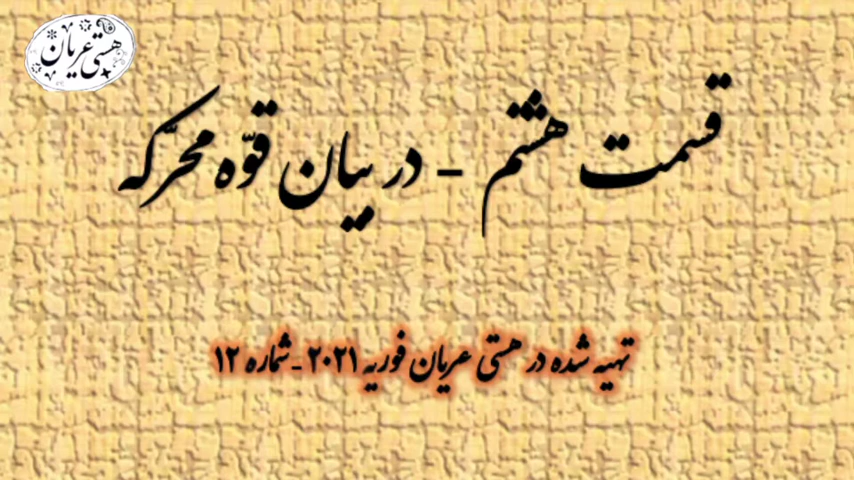 هستی عریان
قسمت هشتم - در بیان قوّه محرّکه
تهیه شده در هستی عریان فوریه ۲۰۲۱ - شماره ۱۲